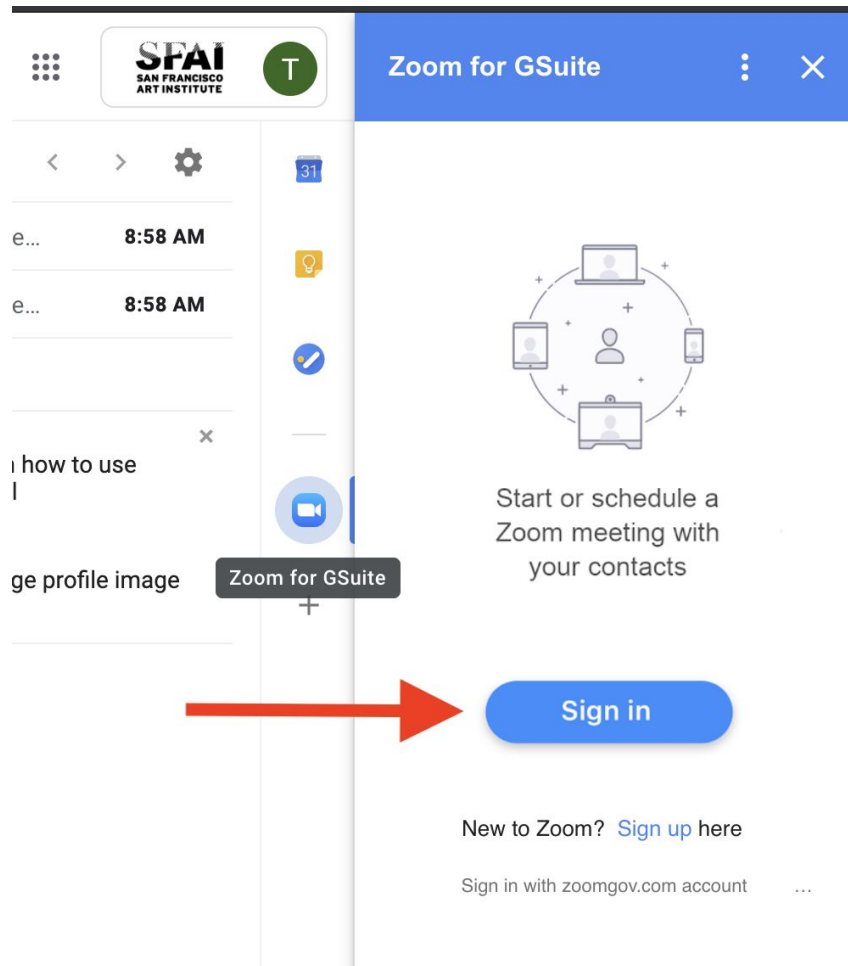 SFAI
SAN FRANCISCO
ART INSTITUTE
T
Zoom for GSuite
31
e... 8:58 AM
e... 8:58 AM
how to use
ge profile image
Zoom for GSuite
Start or schedule a
Zoom meeting with
your contacts
Sign in
New to Zoom? Sign up here
Sign in with zoomgov.com account ...